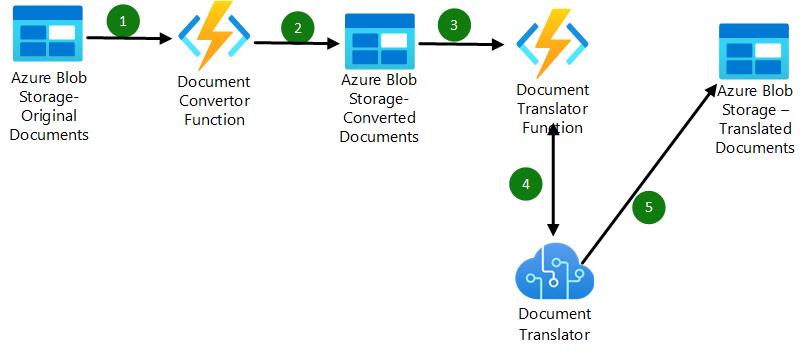 1
2
3
Azure Blob
Storage-
Original
Documents
Document
Convertor
Function
Azure Blob
Storage-
Converted
Documents
Document
Translator
Function
Azure Blob
Storage –
Translated
Documents
4
5
Document
Translator